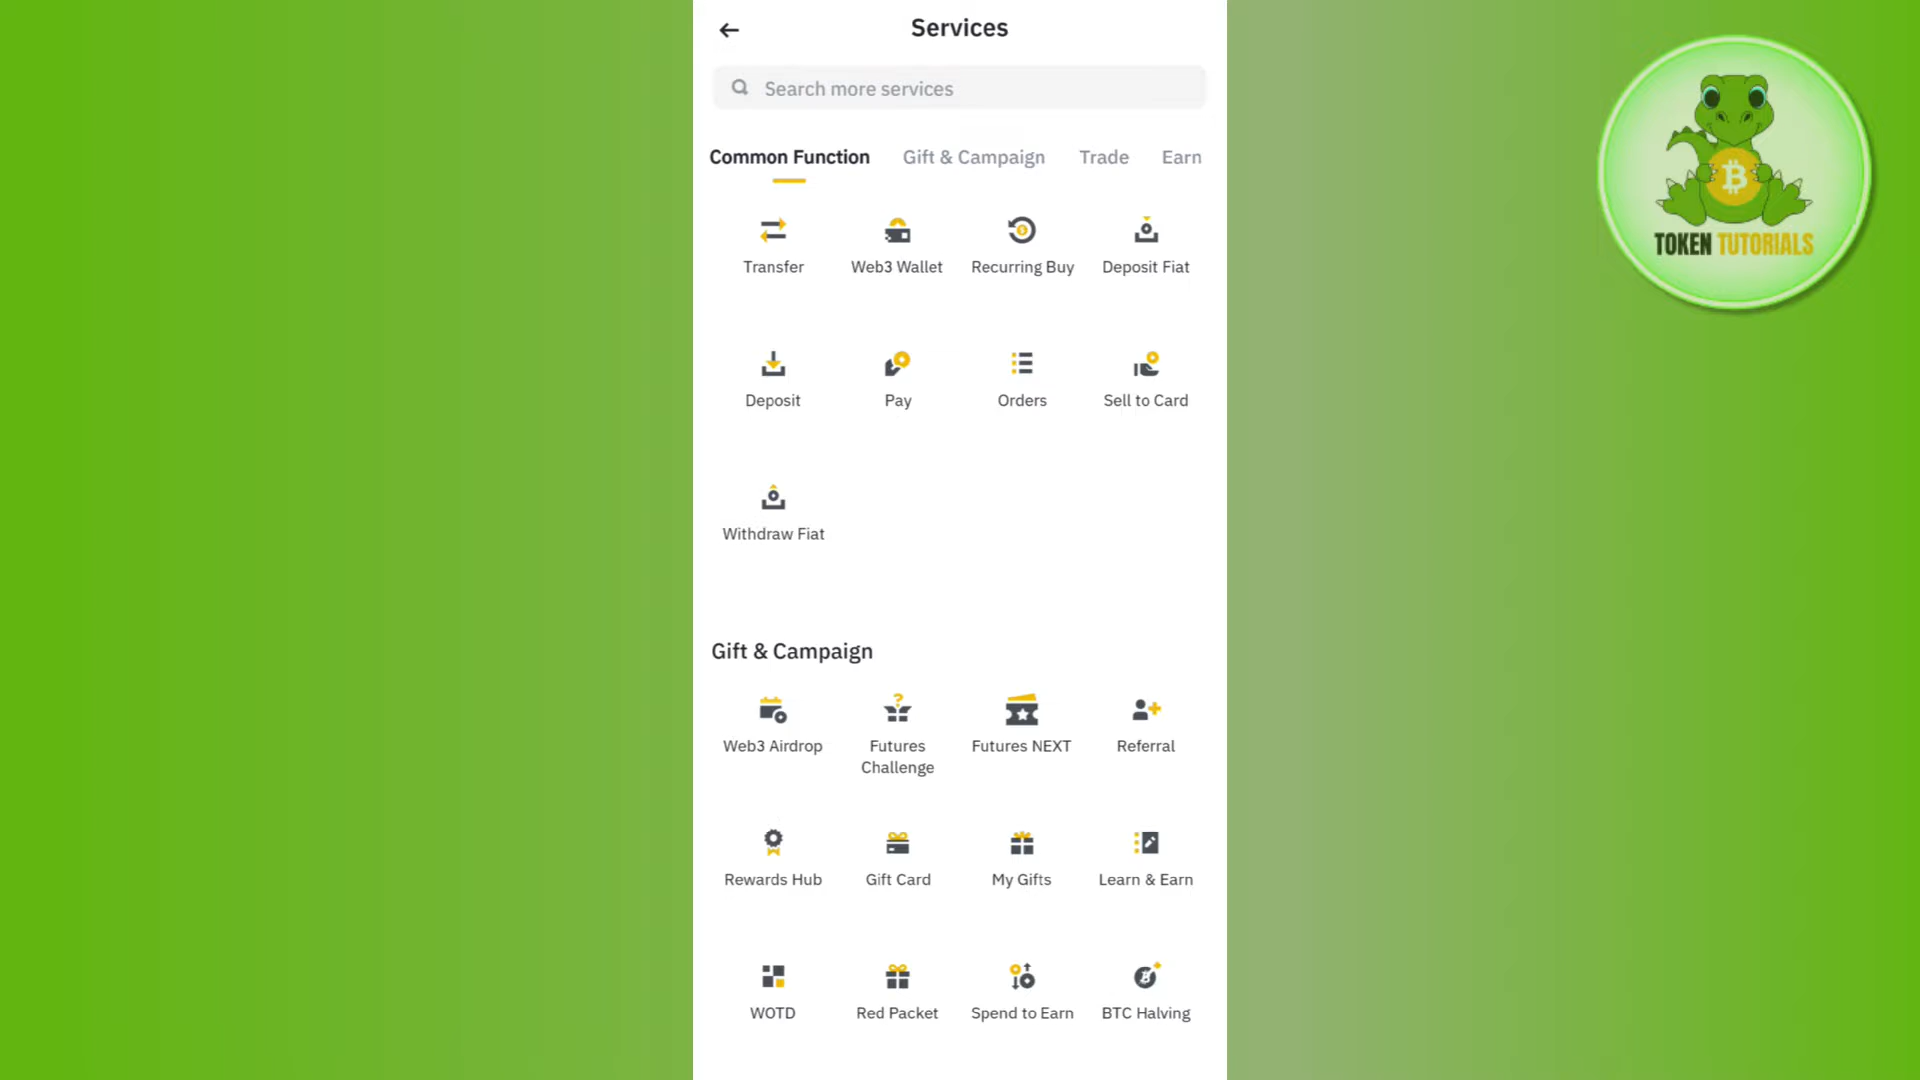 Services
Search more services
Common Function Gift & Campaign Trade Earn
Transfer Web3 Wallet Recurring Buy Deposit Fiat
Deposit Pay Orders Sell to Card
Withdraw Fiat
Gift & Campaign
Web3 Airdrop Futures Challenge Futures NEXT Referral
Rewards Hub Gift Card My Gifts Learn & Earn
WOTD Red Packet Spend to Earn BTC Halving
TOKEN TUTORIALS